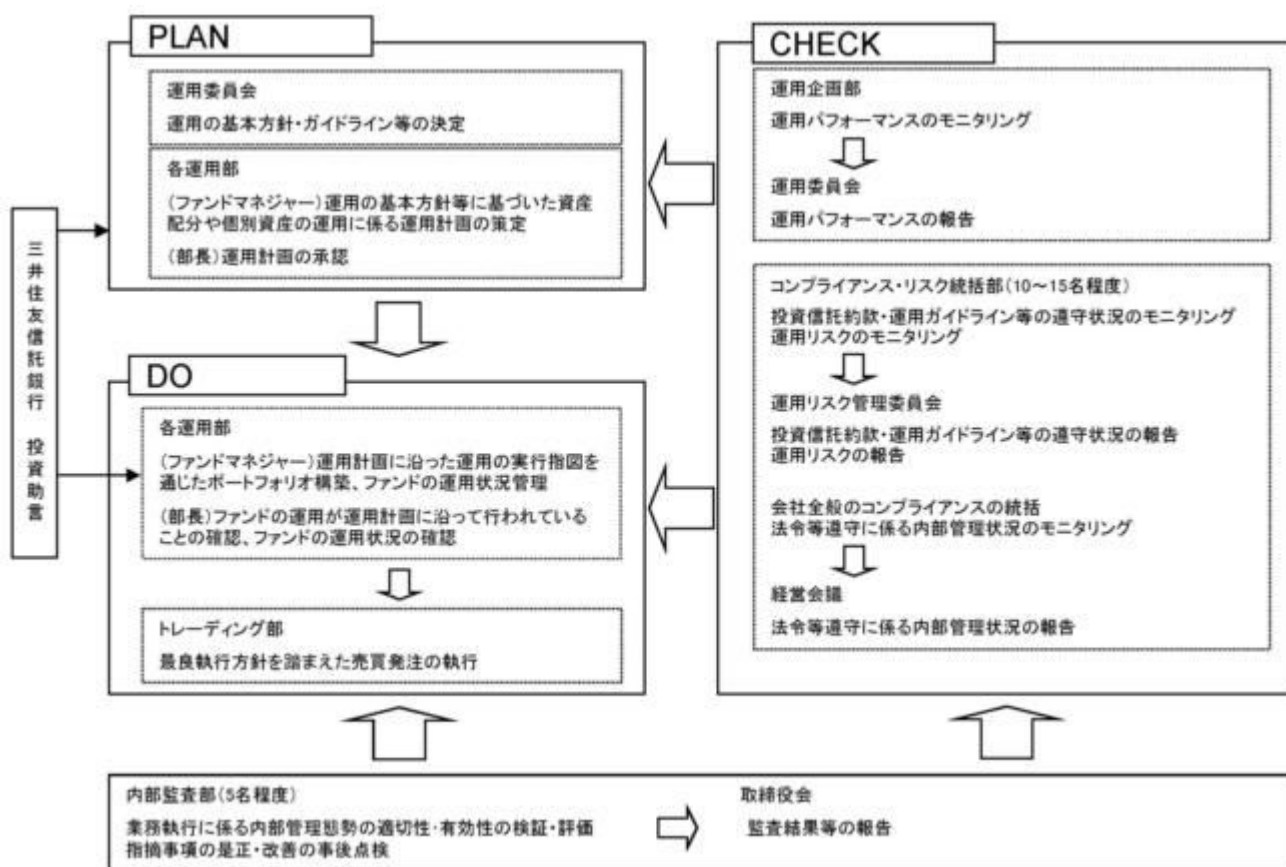 PLAN
運用委員会
運用の基本方針・ガイドライン等の決定
各運用部
(ファンドマネジャー)運用の基本方針等に基づいた資産
配分や個別資産の運用に係る運用計画の策定
(部長)運用計画の承認
三井住友信託銀行 投資助言
DO
各運用部
(ファンドマネジャー)運用計画に沿った運用の実行指図を
通じたポートフォリオ構築、ファンドの運用状況管理
(部長)ファンドの運用が運用計画に沿って行われている
ことの確認、ファンドの運用状況の確認
トレーディング部
最良執行方針を踏まえた売買発注の執行
CHECK
運用企画部
運用パフォーマンスのモニタリング
運用委員会
運用パフォーマンスの報告
コンプライアンス・リスク統括部(10~15名程度)
投資信託約款・運用ガイドライン等の遵守状況のモニタリング
運用リスクのモニタリング
運用リスク管理委員会
投資信託約款・運用ガイドライン等の遵守状況の報告
運用リスクの報告
会社全般のコンプライアンスの統括
法令等遵守に係る内部管理状況のモニタリング
経営会議
法令等遵守に係る内部管理状況の報告
内部監査部(5名程度)
業務執行に係る内部管理態勢の適切性・有効性の検証・評価
指摘事項の是正・改善の事後点検
取締役会
監査結果等の報告